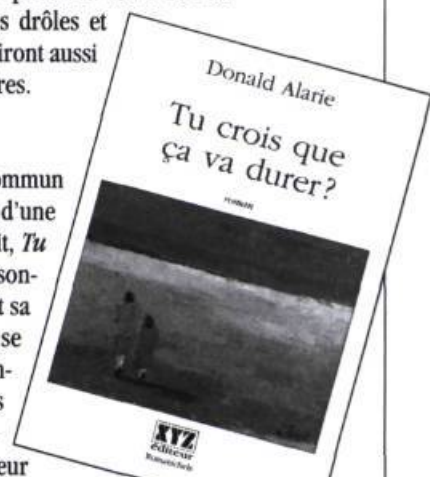 s drôles et
iront aussi
res.
ommun
d'une
it, Tu
son-
t sa
se
n-
s
eur
Donald Alarie
Tu crois que
ça va durer?
roman
XYZ
éditeur
Romanichels